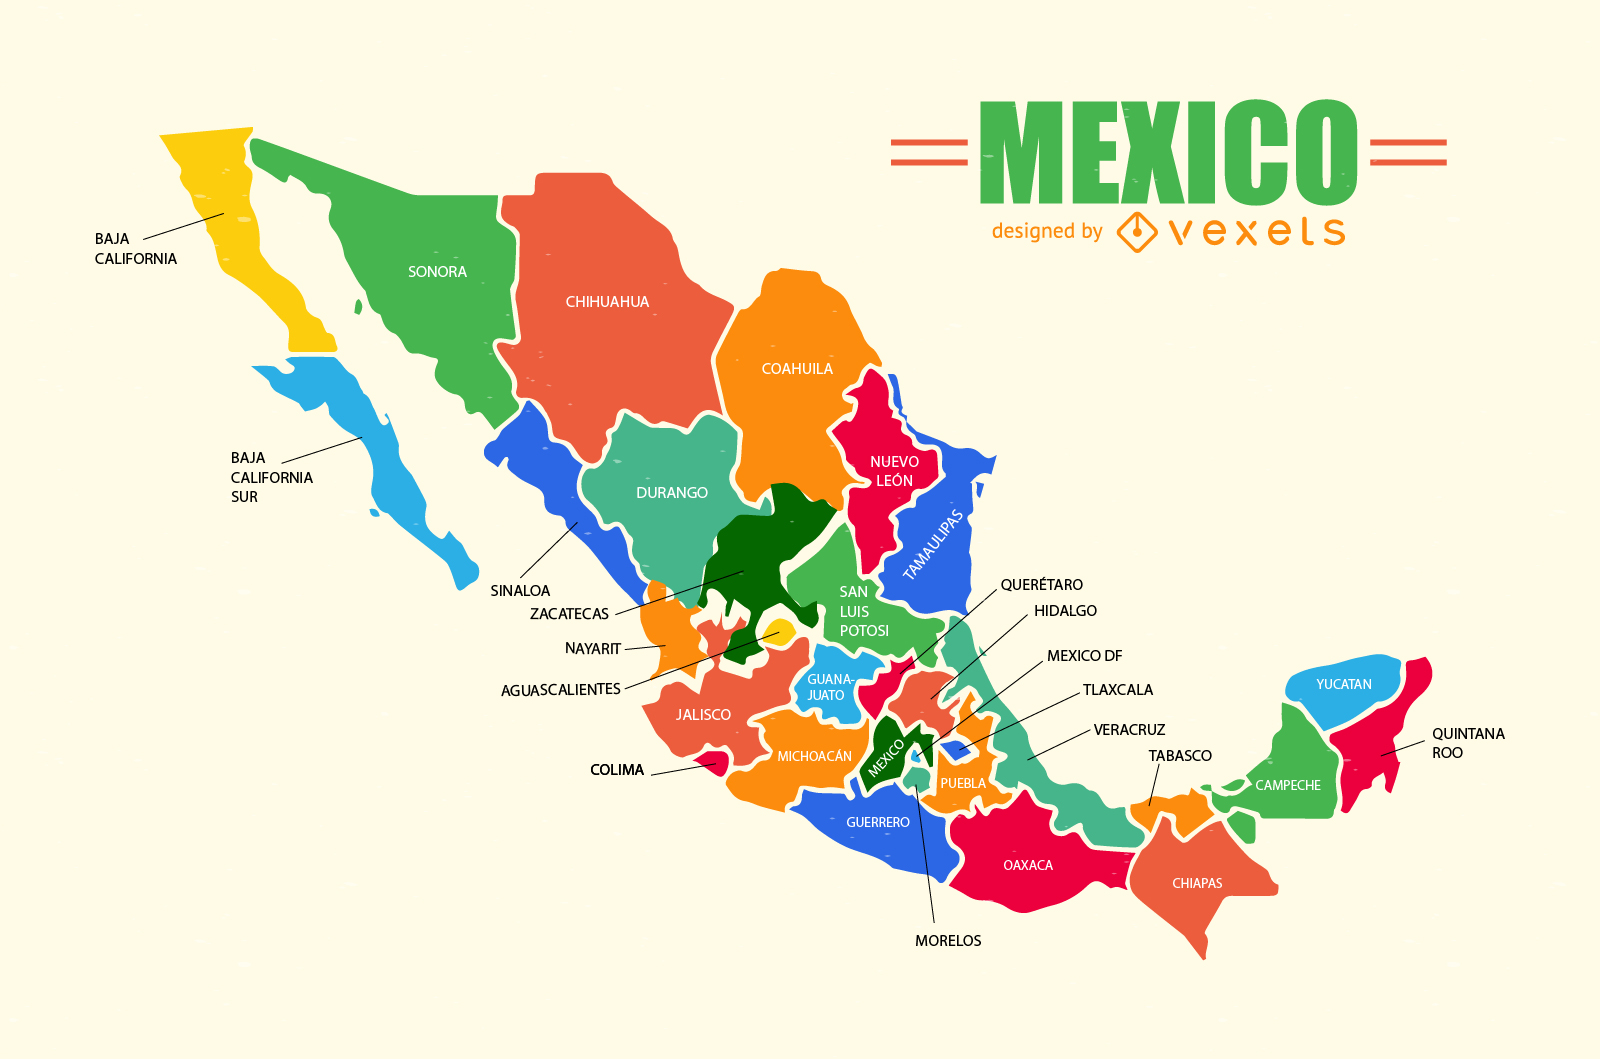 MEXICO
designed by vexels
BAJA
CALIFORNIA
SONORA
CHIHUAHUA
COAHUILA
BAJA
CALIFORNIA
SUR
NUEVO
LEÓN
DURANGO
TAMAULIPAS
SINALOA
ZACATECAS
NAYARIT
AGUASCALIENTES
SAN
LUIS
POTOSI
QUERÉTARO
HIDALGO
MEXICO DF
TLAXCALA
VERACRUZ
TABASCO
GUANA-
JUATO
JALISCO
COLIMA
MICHOACÁN
MEXICO
PUEBLA
GUERRERO
OAXACA
MORELOS
CHIAPAS
CAMPECHE
YUCATAN
QUINTANA
ROO